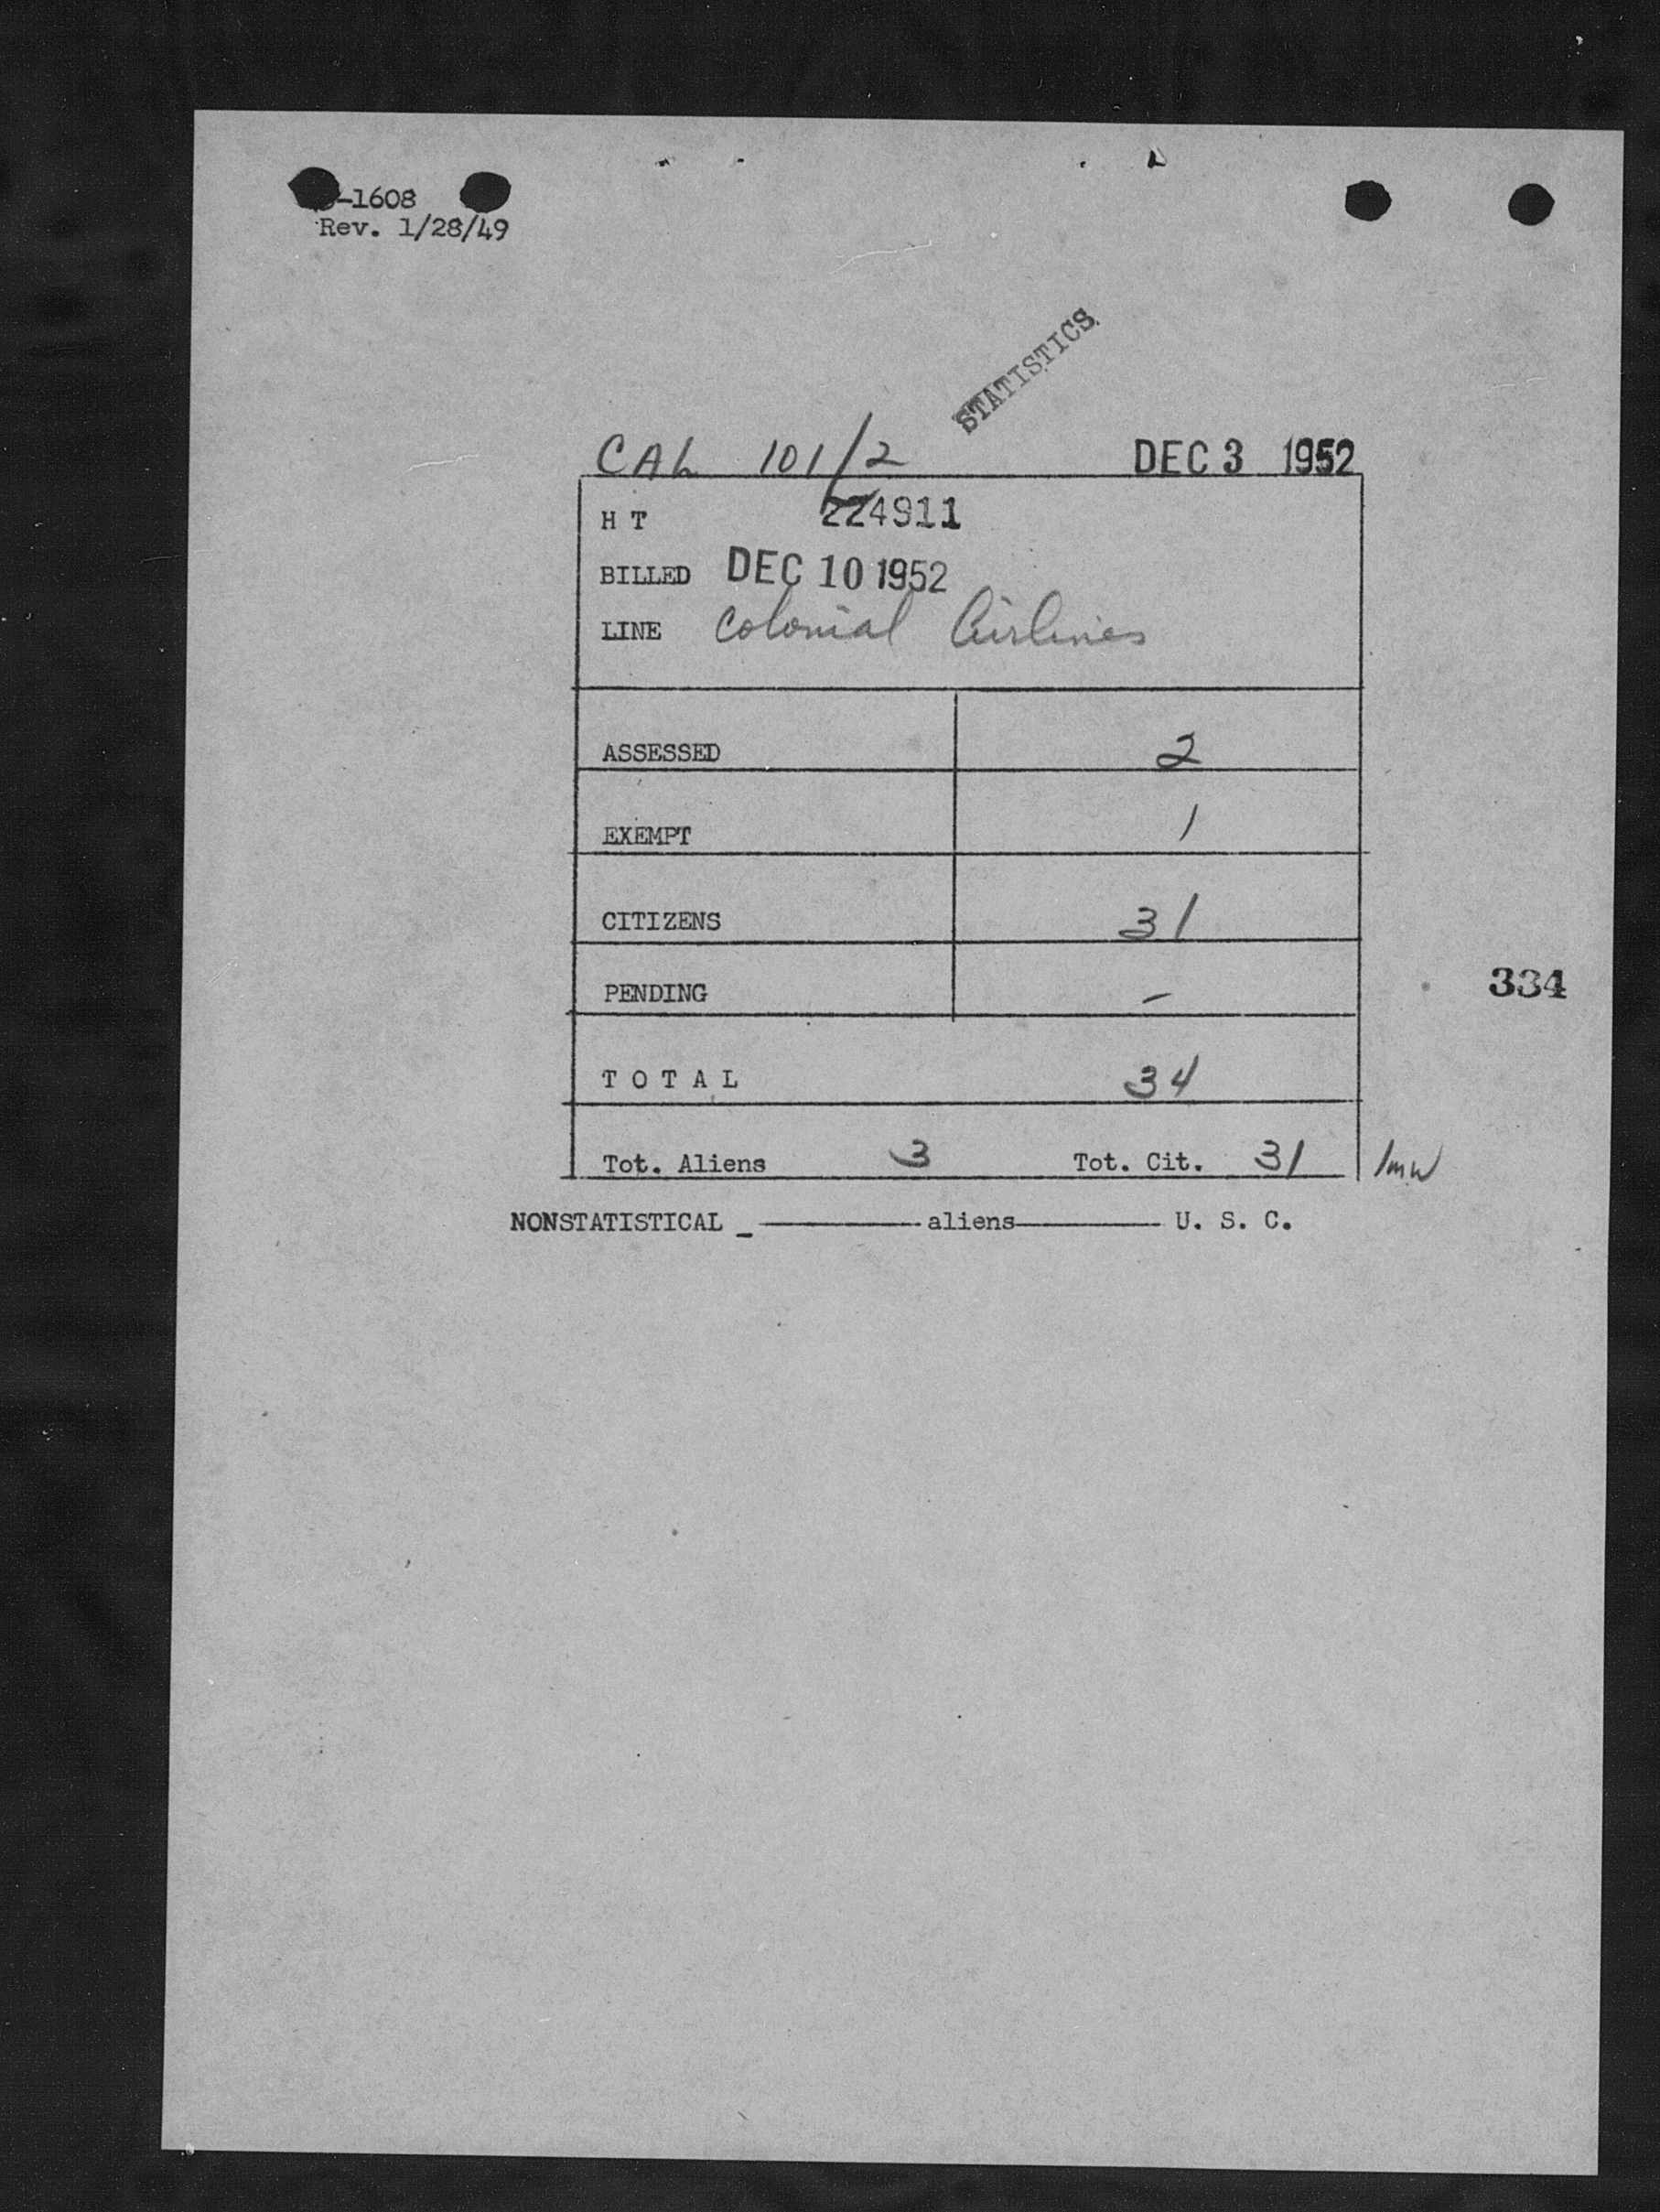 -1608
Rev. 1/28/49
STATISTICS
CAL 101/2 DEC 3 1952
H T 224911
BILLED DEC 10 1952
LINE Colonial Airlines
ASSESSED 2
EXEMPT 1
CITIZENS 31
PENDING –
334
T O T A L 34
Tot. Aliens 3 Tot. Cit. 31
NONSTATISTICAL _ ———— aliens———— U. S. C.